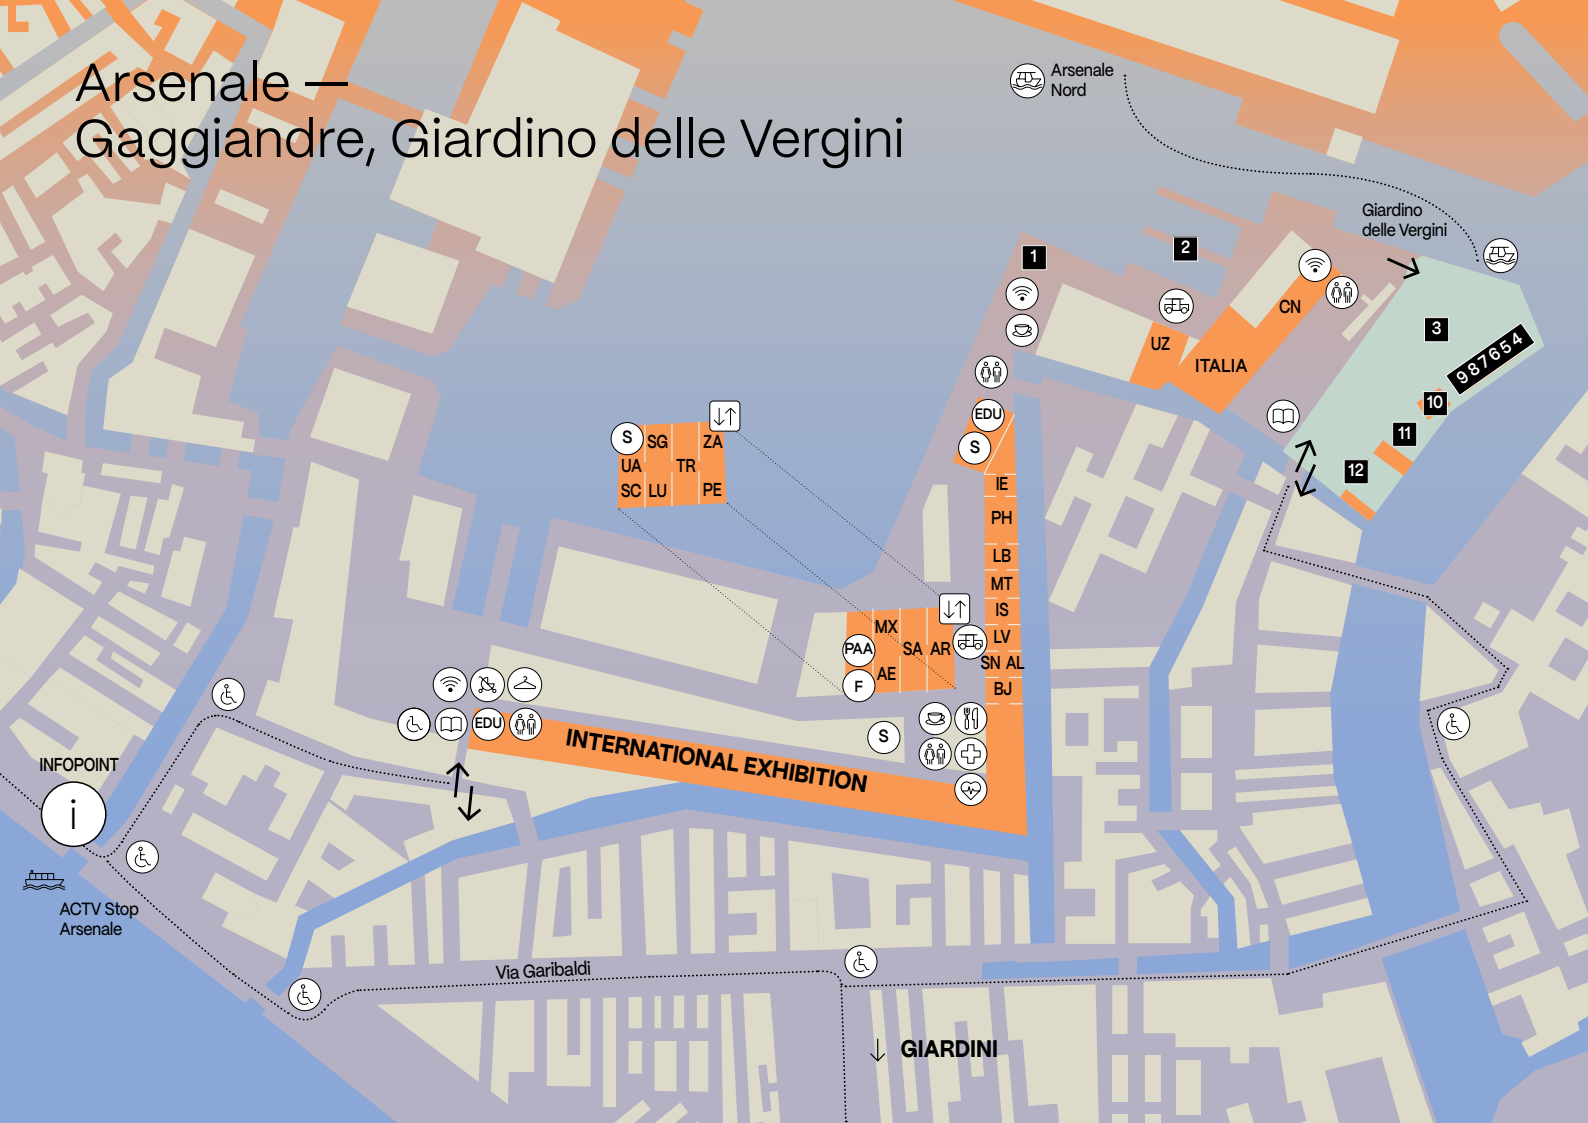 Arsenale —
Gaggiandre, Giardino delle Vergini
Arsenale
Nord
Giardino
delle Vergini
1
2
3
987654
10
11
12
CN
UZ
ITALIA
EDU
S
IE
PH
LB
MT
IS
LV
SN AL
BJ
S
SG
ZA
UA
TR
SC
LU
PE
MX
PAA
SA
AR
AE
F
S
EDU
INTERNATIONAL EXHIBITION
INFOPOINT
i
ACTV Stop
Arsenale
Via Garibaldi
GIARDINI